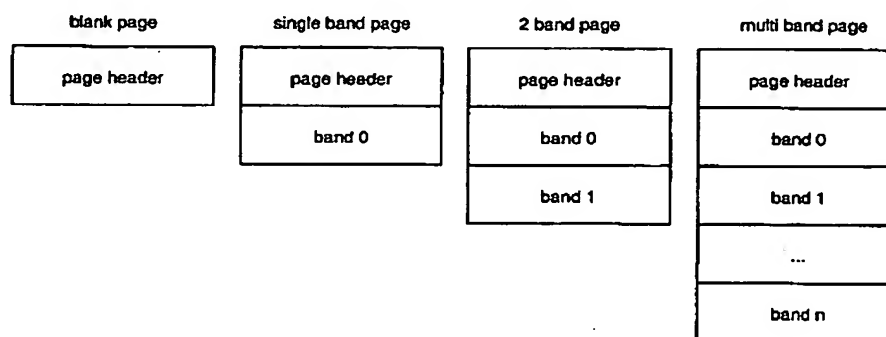 blank page
page header
single band page
page header
band 0
2 band page
page header
band 0
band 1
multi band page
page header
band 0
band 1
...
band n